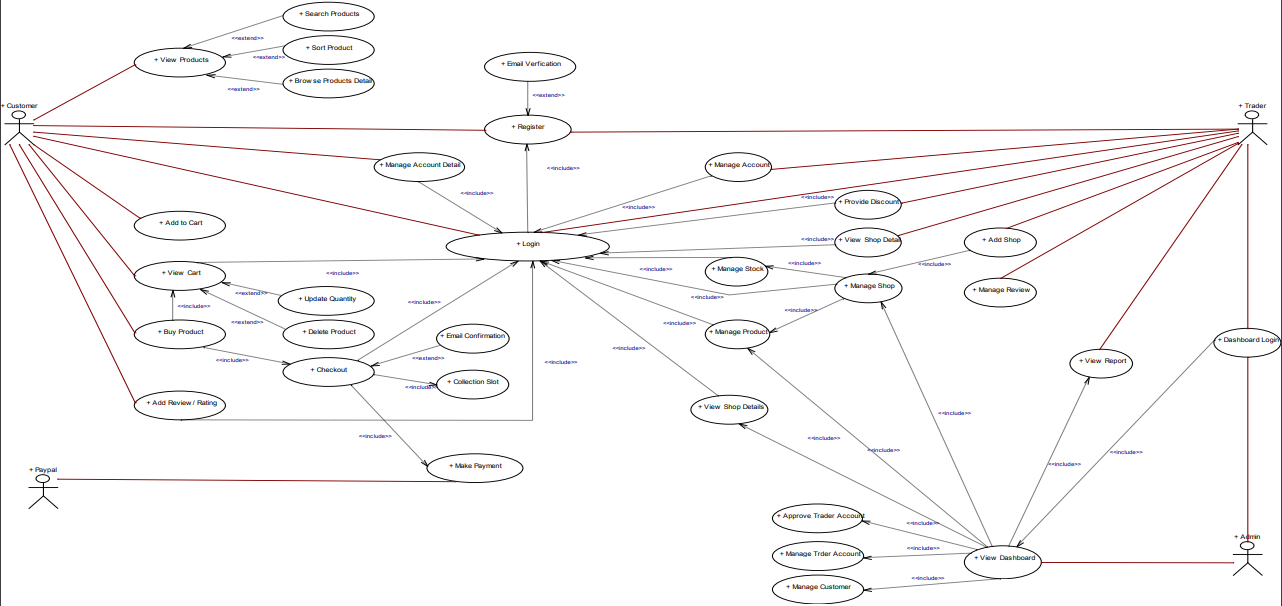 + Search Products
<<extend>>
+ Sort Product
+ View Products
<<extend>>
+ Email Verfication
+ Browse Products Detail
<<extend>>
<<extend>>
+ Customer
+ Trader
+ Register
+ Manage Account Detail
+ Manage Account
<<include>>
<<include>>
<<include>>
+ Provide Discount
<<include>>
+ Add to Cart
+ Login
<<include>>
+ View Shop Detail
+ Add Shop
+ View Cart
<<include>>
<<include>>
+ Manage Stock
<<include>>
<<include>>
+ Manage Shop
+ Manage Review
<<extend>>
<<include>>
+ Update Quantity
<<include>>
<<include>>
<<include>>
+ Buy Product
<<extend>>
+ Delete Product
+ Email Confirmation
<<include>>
+ Manage Product
+ Dashboard Login
<<include>>
<<include>>
<<extend>>
<<include>>
+ View Report
+ Checkout
<<include>>
+ Collection Slot
+ Add Review / Rating
+ View Shop Details
<<include>>
<<include>>
<<include>>
<<include>>
<<include>>
+ Make Payment
<<include>>
+ Paypal
+ Approve Trader Account
<<include>>
+ Admin
+ Manage Trder Account
<<include>>
+ View Dashboard
+ Manage Customer
<<include>>